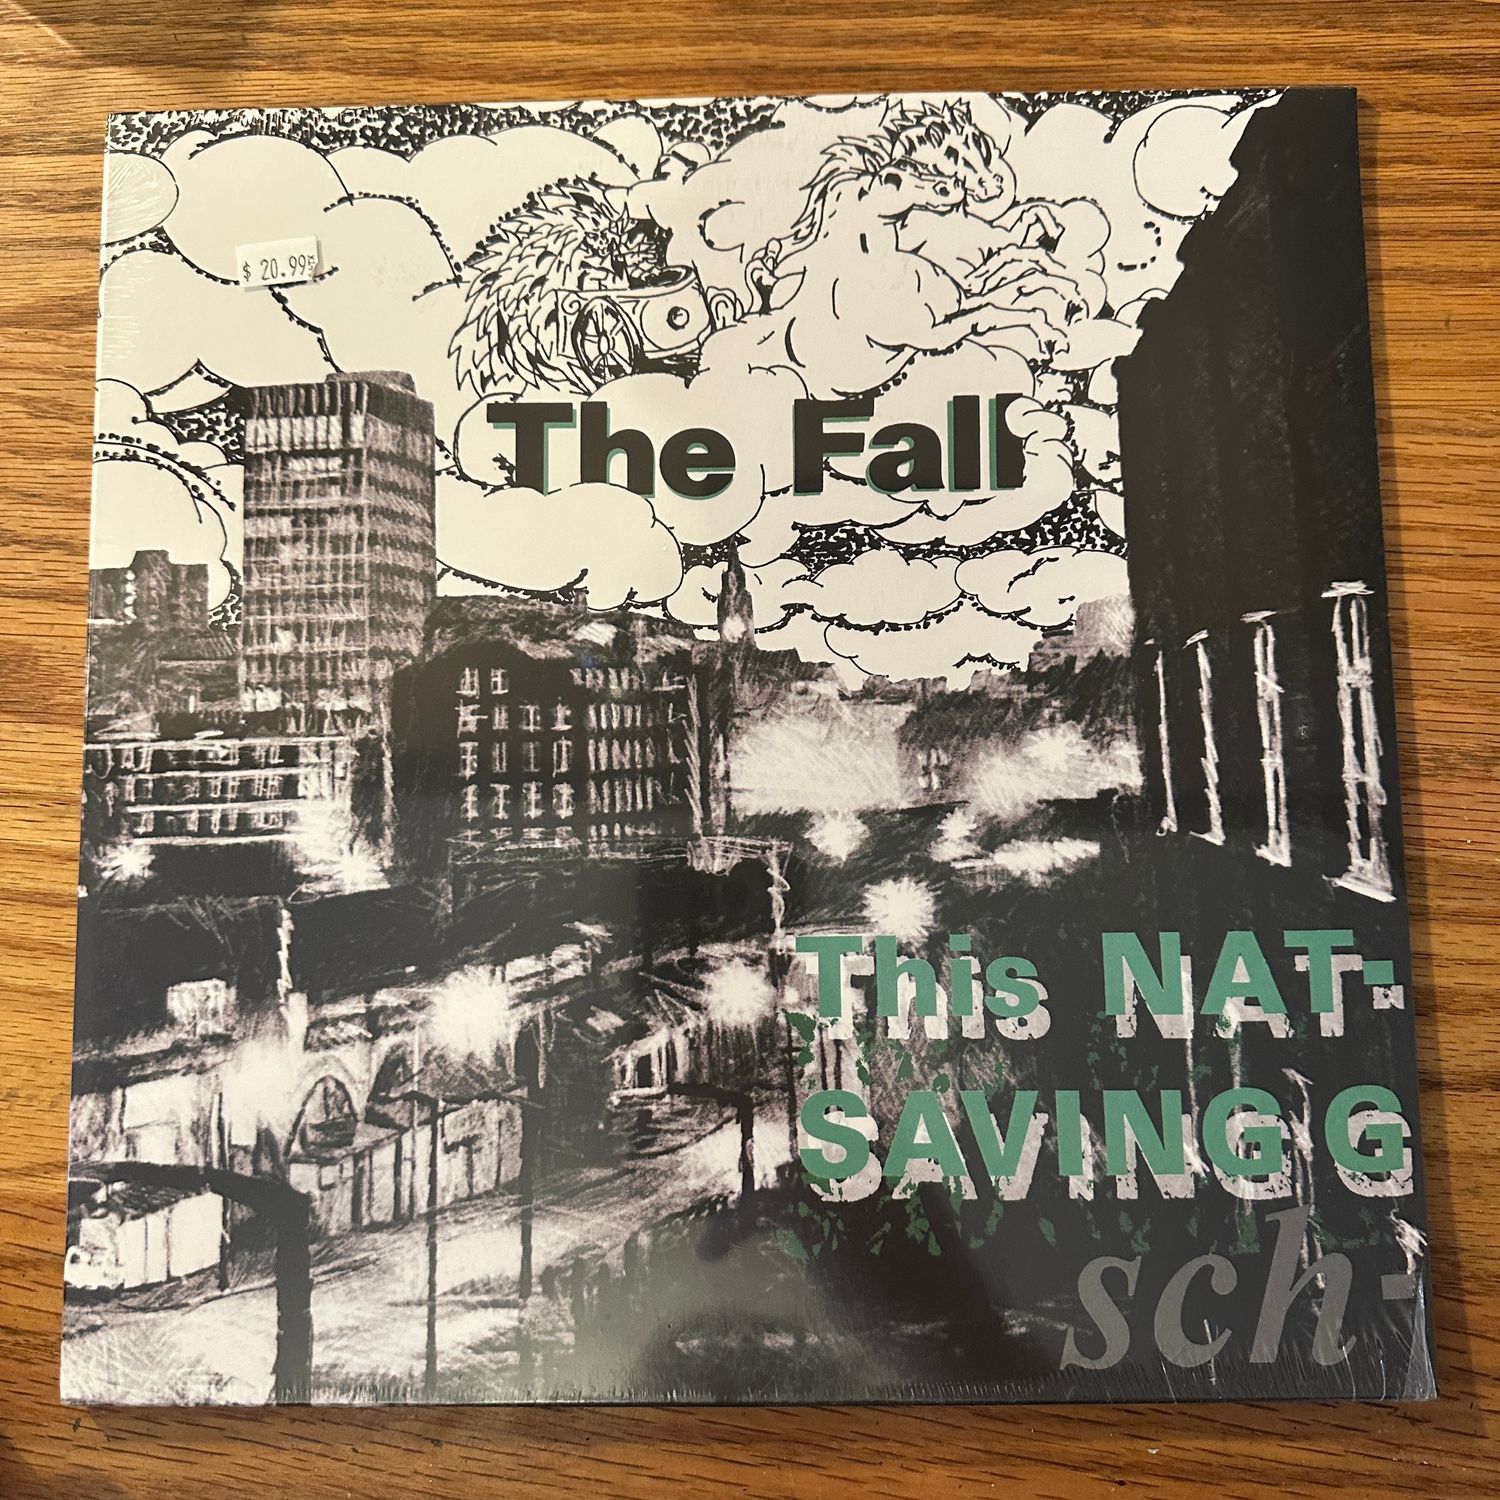 $ 20.99
The Fall
This NAT-
SAVING G
sch-